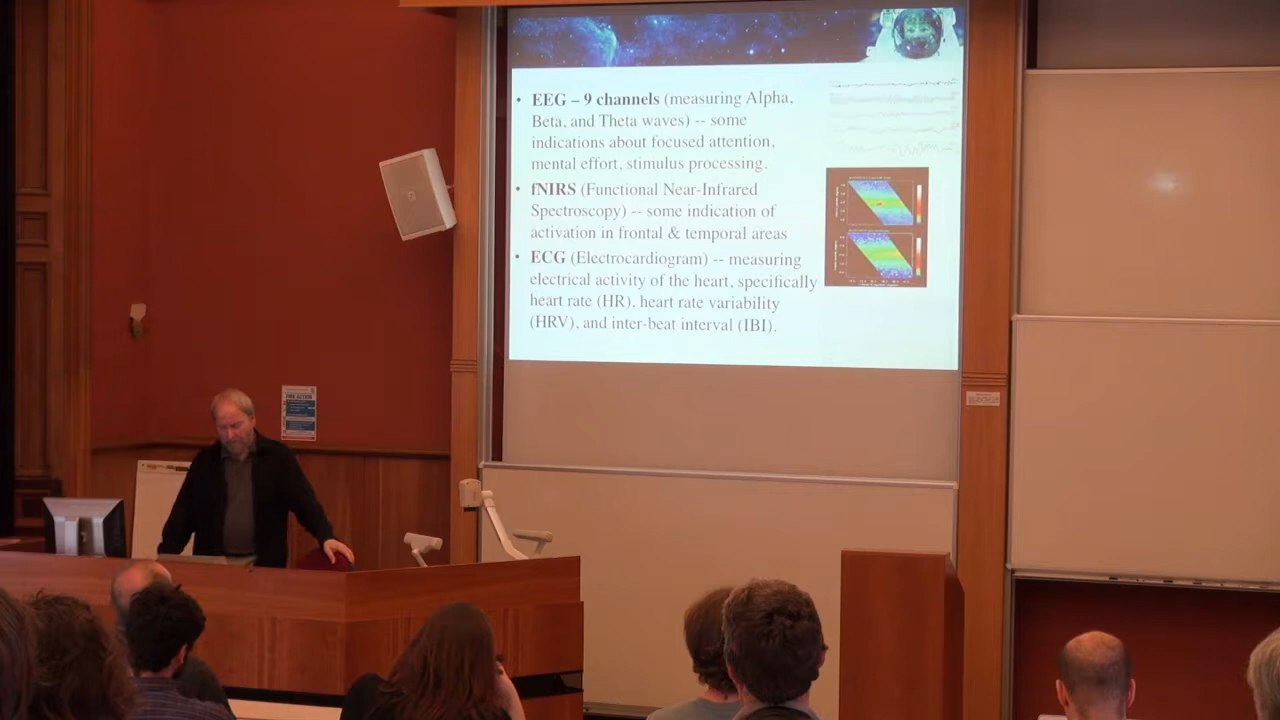 • EEG – 9 channels (measuring Alpha,
Beta, and Theta waves) -- some
indications about focused attention,
mental effort, stimulus processing.
• fNIRS (Functional Near-Infrared
Spectroscopy) -- some indication of
activation in frontal & temporal areas
• ECG (Electrocardiogram) -- measuring
electrical activity of the heart, specifically
heart rate (HR), heart rate variability
(HRV), and inter-beat interval (IBI).
FIRE ACTION